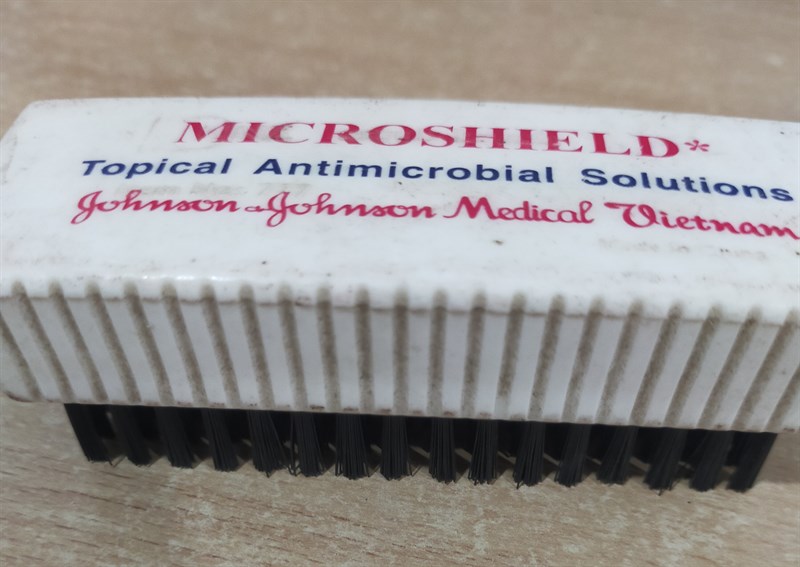 MICROSHIELD*
Topical Antimicrobial Solutions
Johnson & Johnson Medical Vietnam